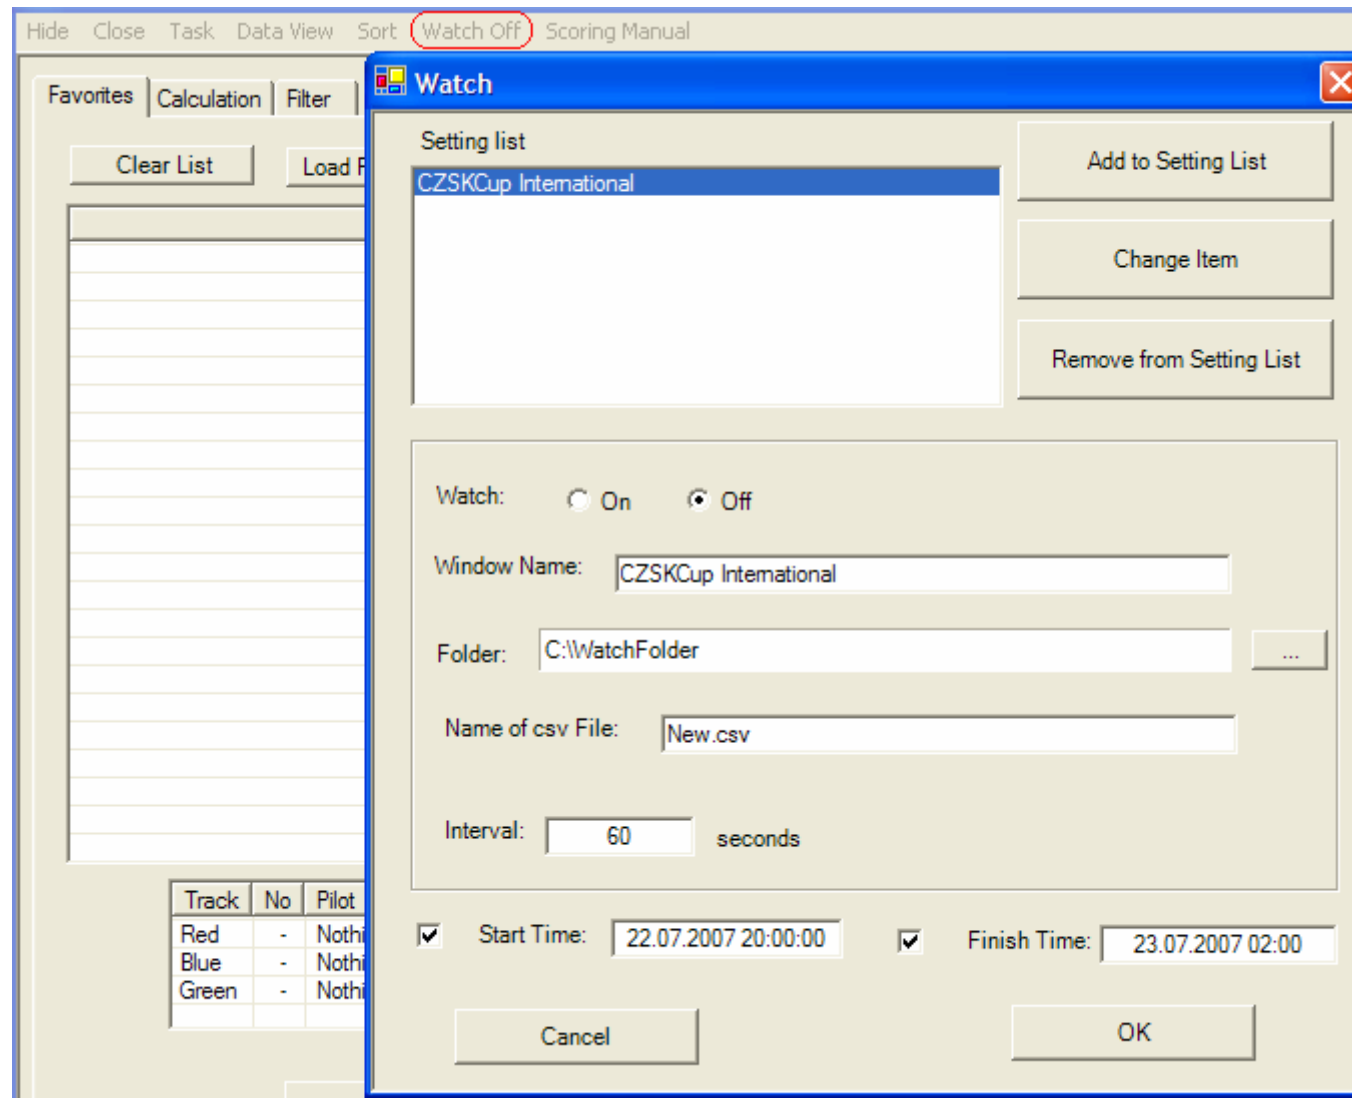 Hide Close Task Data View Sort Watch Off Scoring Manual
Watch
Favorites Calculation Filter
Clear List
Load
Setting list
CZSKCup International
Add to Setting List
Change Item
Remove from Setting List
Watch: On Off
Window Name: CZSKCup International
Folder: C:\WatchFolder ...
Name of csv File: New.csv
Interval: 60 seconds
Start Time: 22.07.2007 20:00:00 Finish Time: 23.07.2007 02:00
Cancel OK
Track No Pilot
Red - Nothi
Blue - Nothi
Green - Nothi